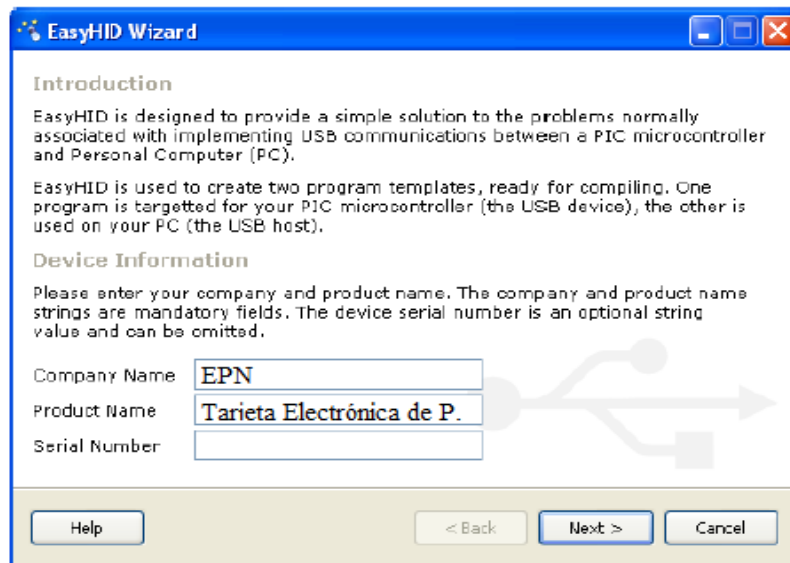 EasyHID Wizard
Introduction
EasyHID is designed to provide a simple solution to the problems normally
associated with implementing USB communications between a PIC microcontroller
and Personal Computer (PC).
EasyHID is used to create two program templates, ready for compiling. One
program is targetted for your PIC microcontroller (the USB device), the other is
used on your PC (the USB host).
Device Information
Please enter your company and product name. The company and product name
strings are mandatory fields. The device serial number is an optional string
value and can be omitted.
Company Name EPN
Product Name Tarieta Electrónica de P.
Serial Number
Help < Back Next > Cancel